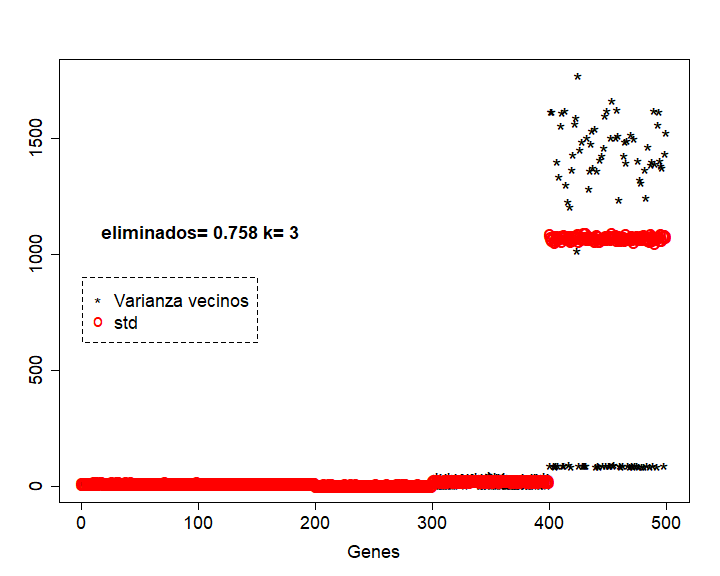 1500
1000
500
0
eliminados= 0.758 k= 3
* Varianza vecinos
o std
0 100 200 300 400 500
Genes